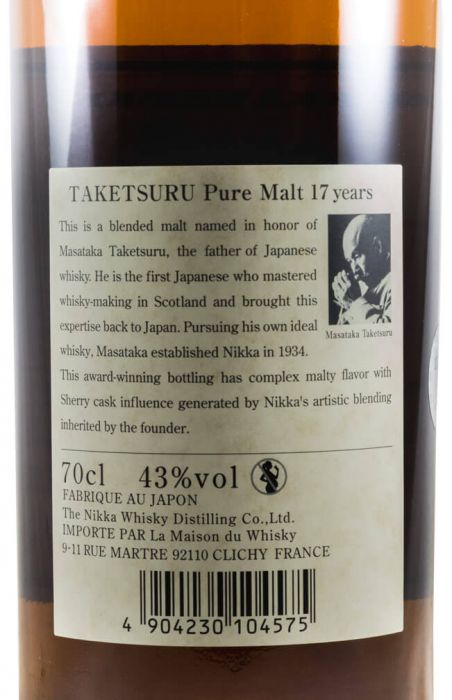 TAKETSURU Pure Malt 17 years
This is a blended malt named in honor of
Masataka Taketsuru, the father of Japanese
whisky. He is the first Japanese who mastered
whisky-making in Scotland and brought this
expertise back to Japan. Pursuing his own ideal
whisky, Masataka established Nikka in 1934.
Masataka Taketsuru
This award-winning bottling has complex malty flavor with
Sherry cask influence generated by Nikka's artistic blending
inherited by the founder.
70cl 43%vol
FABRIQUE AU JAPON
The Nikka Whisky Distilling Co.,Ltd.
IMPORTE PAR La Maison du Whisky
9-11 RUE MARTRE 92110 CLICHY FRANCE
4 904230 104575